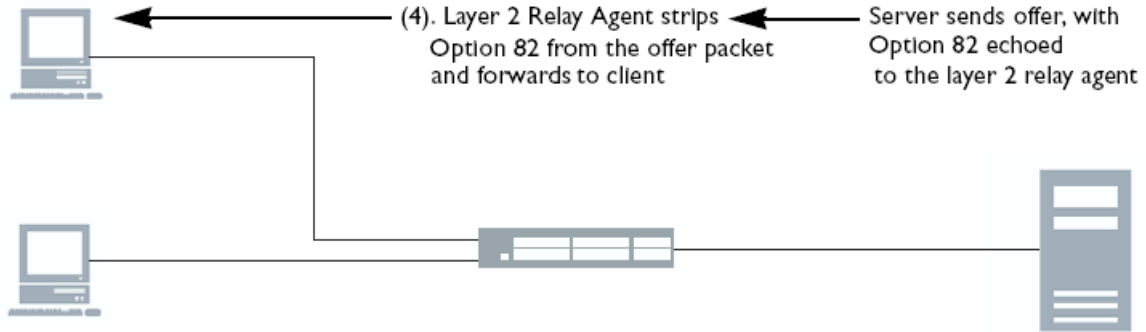 (4). Layer 2 Relay Agent strips
Option 82 from the offer packet
and forwards to client
Server sends offer, with
Option 82 echoed
to the layer 2 relay agent